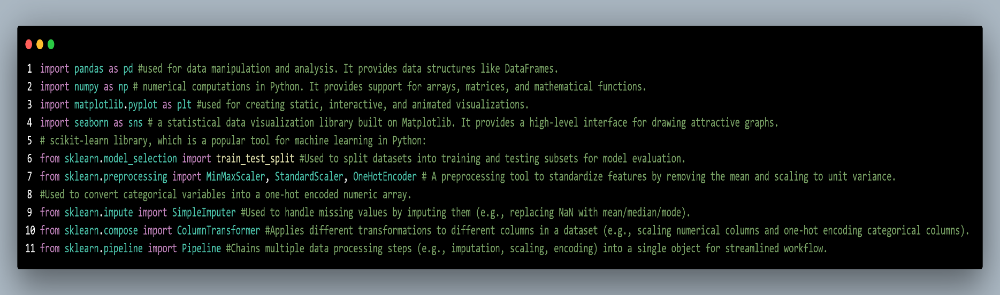 1 import pandas as pd #used for data manipulation and analysis. It provides data structures like DataFrames.
2 import numpy as np # numerical computations in Python. It provides support for arrays, matrices, and mathematical functions.
3 import matplotlib.pyplot as plt #used for creating static, interactive, and animated visualizations.
4 import seaborn as sns # a statistical data visualization library built on Matplotlib. It provides a high-level interface for drawing attractive graphs.
5 # scikit-learn library, which is a popular tool for machine learning in Python:
6 from sklearn.model_selection import train_test_split #Used to split datasets into training and testing subsets for model evaluation.
7 from sklearn.preprocessing import MinMaxScaler, StandardScaler, OneHotEncoder # A preprocessing tool to standardize features by removing the mean and scaling to unit variance.
8 #Used to convert categorical variables into a one-hot encoded numeric array.
9 from sklearn.impute import SimpleImputer #Used to handle missing values by imputing them (e.g., replacing NaN with mean/median/mode).
10 from sklearn.compose import ColumnTransformer #Applies different transformations to different columns in a dataset (e.g., scaling numerical columns and one-hot encoding categorical columns).
11 from sklearn.pipeline import Pipeline #Chains multiple data processing steps (e.g., imputation, scaling, encoding) into a single object for streamlined workflow.